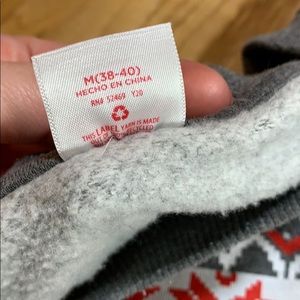 M(38-40)
HECHO EN CHINA
RN# 52469 Y20
THIS LABEL YARN IS MADE